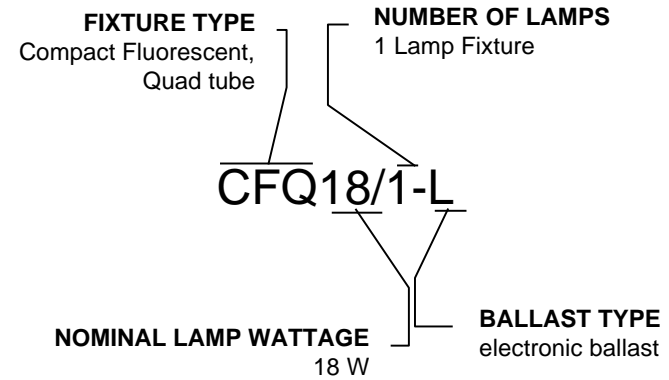 FIXTURE TYPE
Compact Fluorescent,
Quad tube
NUMBER OF LAMPS
1 Lamp Fixture
CFQ18/1-L
NOMINAL LAMP WATTAGE
18 W
BALLAST TYPE
electronic ballast